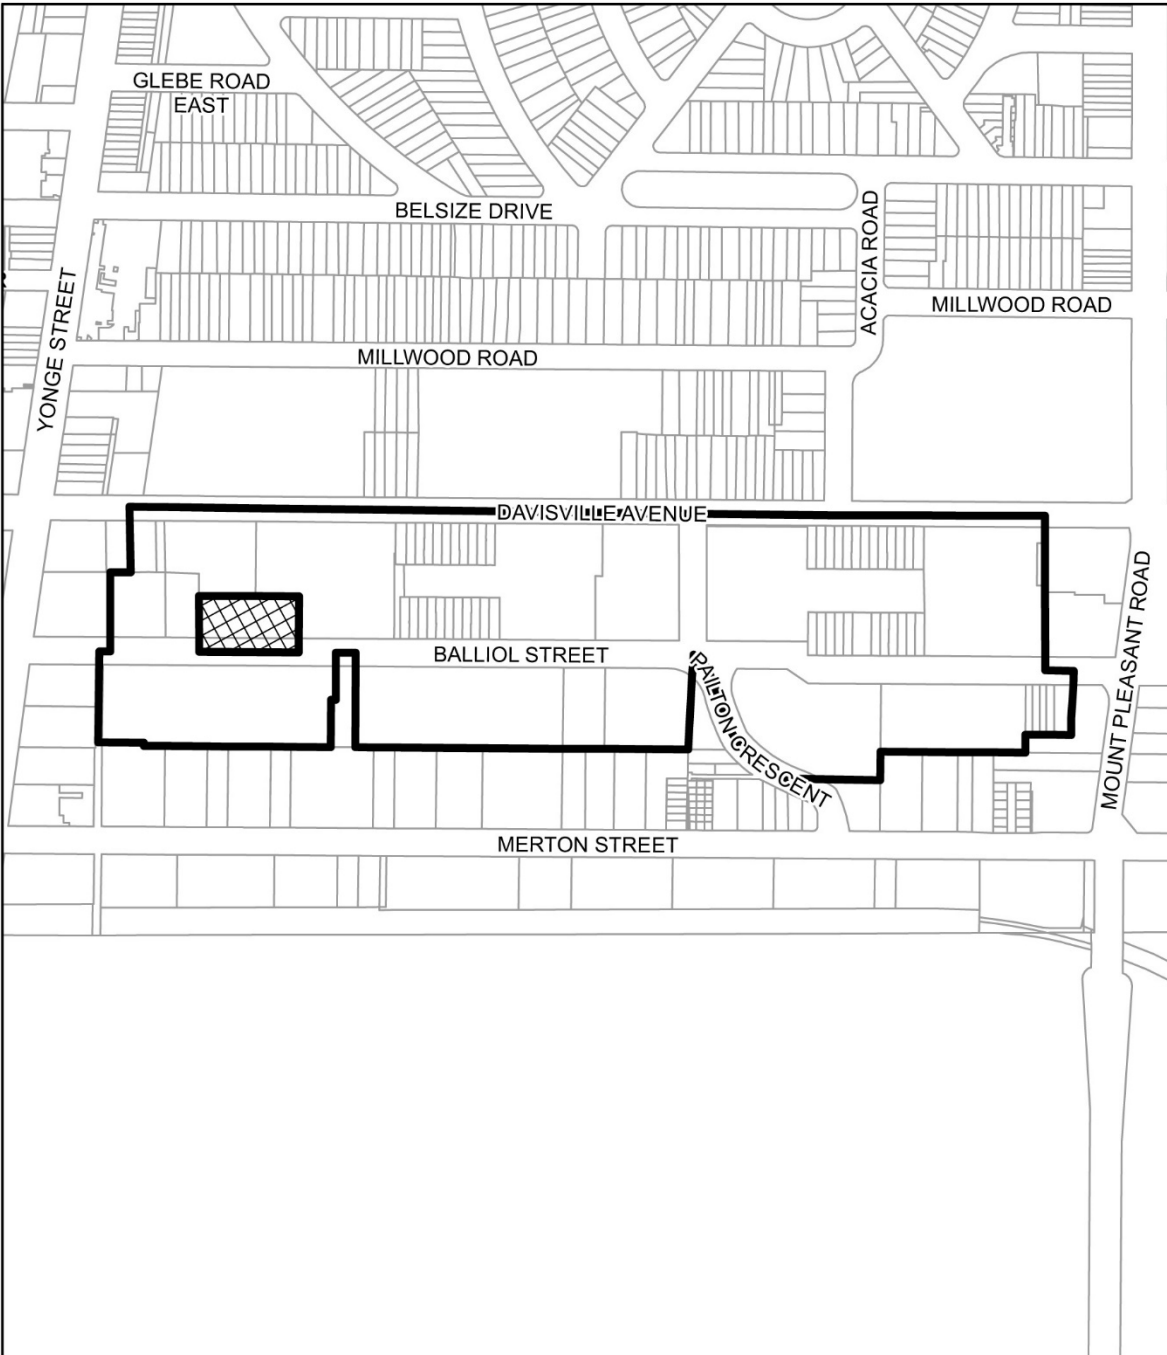 GLEBE ROAD
EAST
BELSIZE DRIVE
ACACIA ROAD
MILLWOOD ROAD
YONGE STREET
MILLWOOD ROAD
DAVISVILLE AVENUE
BALLIOL STREET
PAILTON CRESCENT
MOUNT PLEASANT ROAD
MERTON STREET